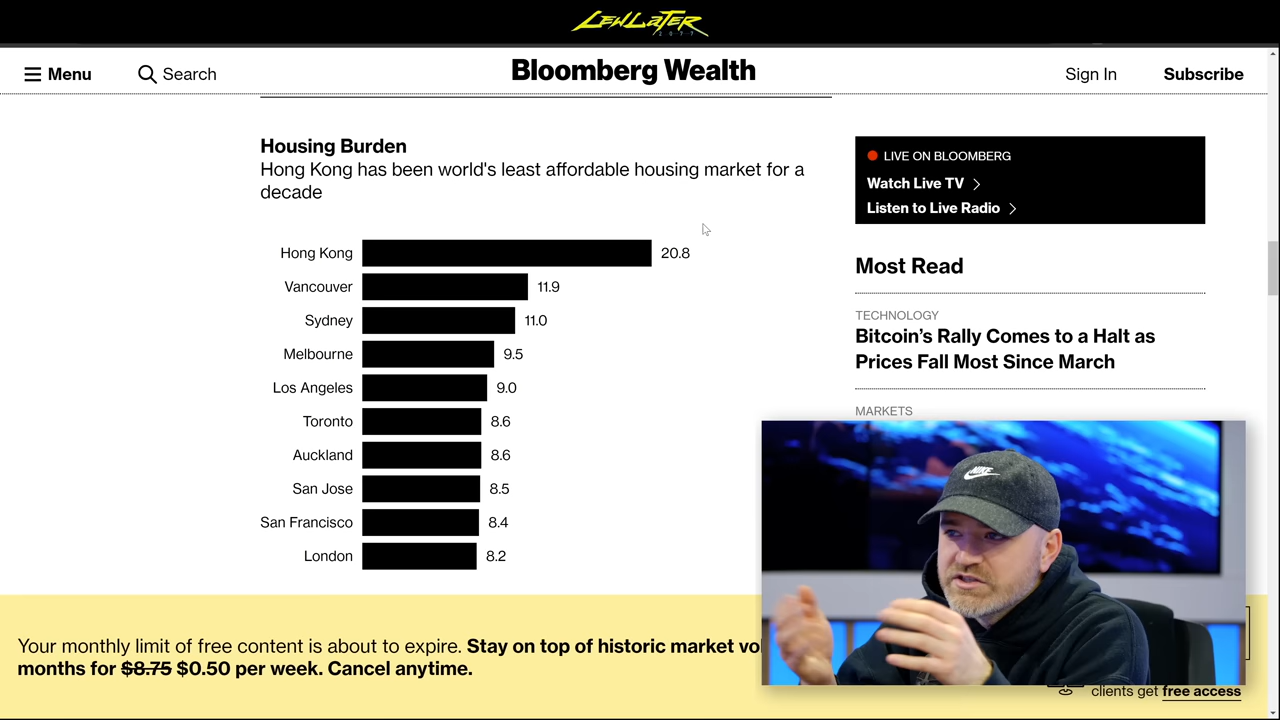 LEWLATER
2077
Menu
Search
Bloomberg Wealth
Sign In
Subscribe
Housing Burden
Hong Kong has been world's least affordable housing market for a
decade
Hong Kong 20.8
Vancouver 11.9
Sydney 11.0
Melbourne 9.5
Los Angeles 9.0
Toronto 8.6
Auckland 8.6
San Jose 8.5
San Francisco 8.4
London 8.2
LIVE ON BLOOMBERG
Watch Live TV
Listen to Live Radio
Most Read
TECHNOLOGY
Bitcoin’s Rally Comes to a Halt as
Prices Fall Most Since March
MARKETS
NIKE
Your monthly limit of free content is about to expire. Stay on top of historic market
months for $8.75 $0.50 per week. Cancel anytime.
clients get free access